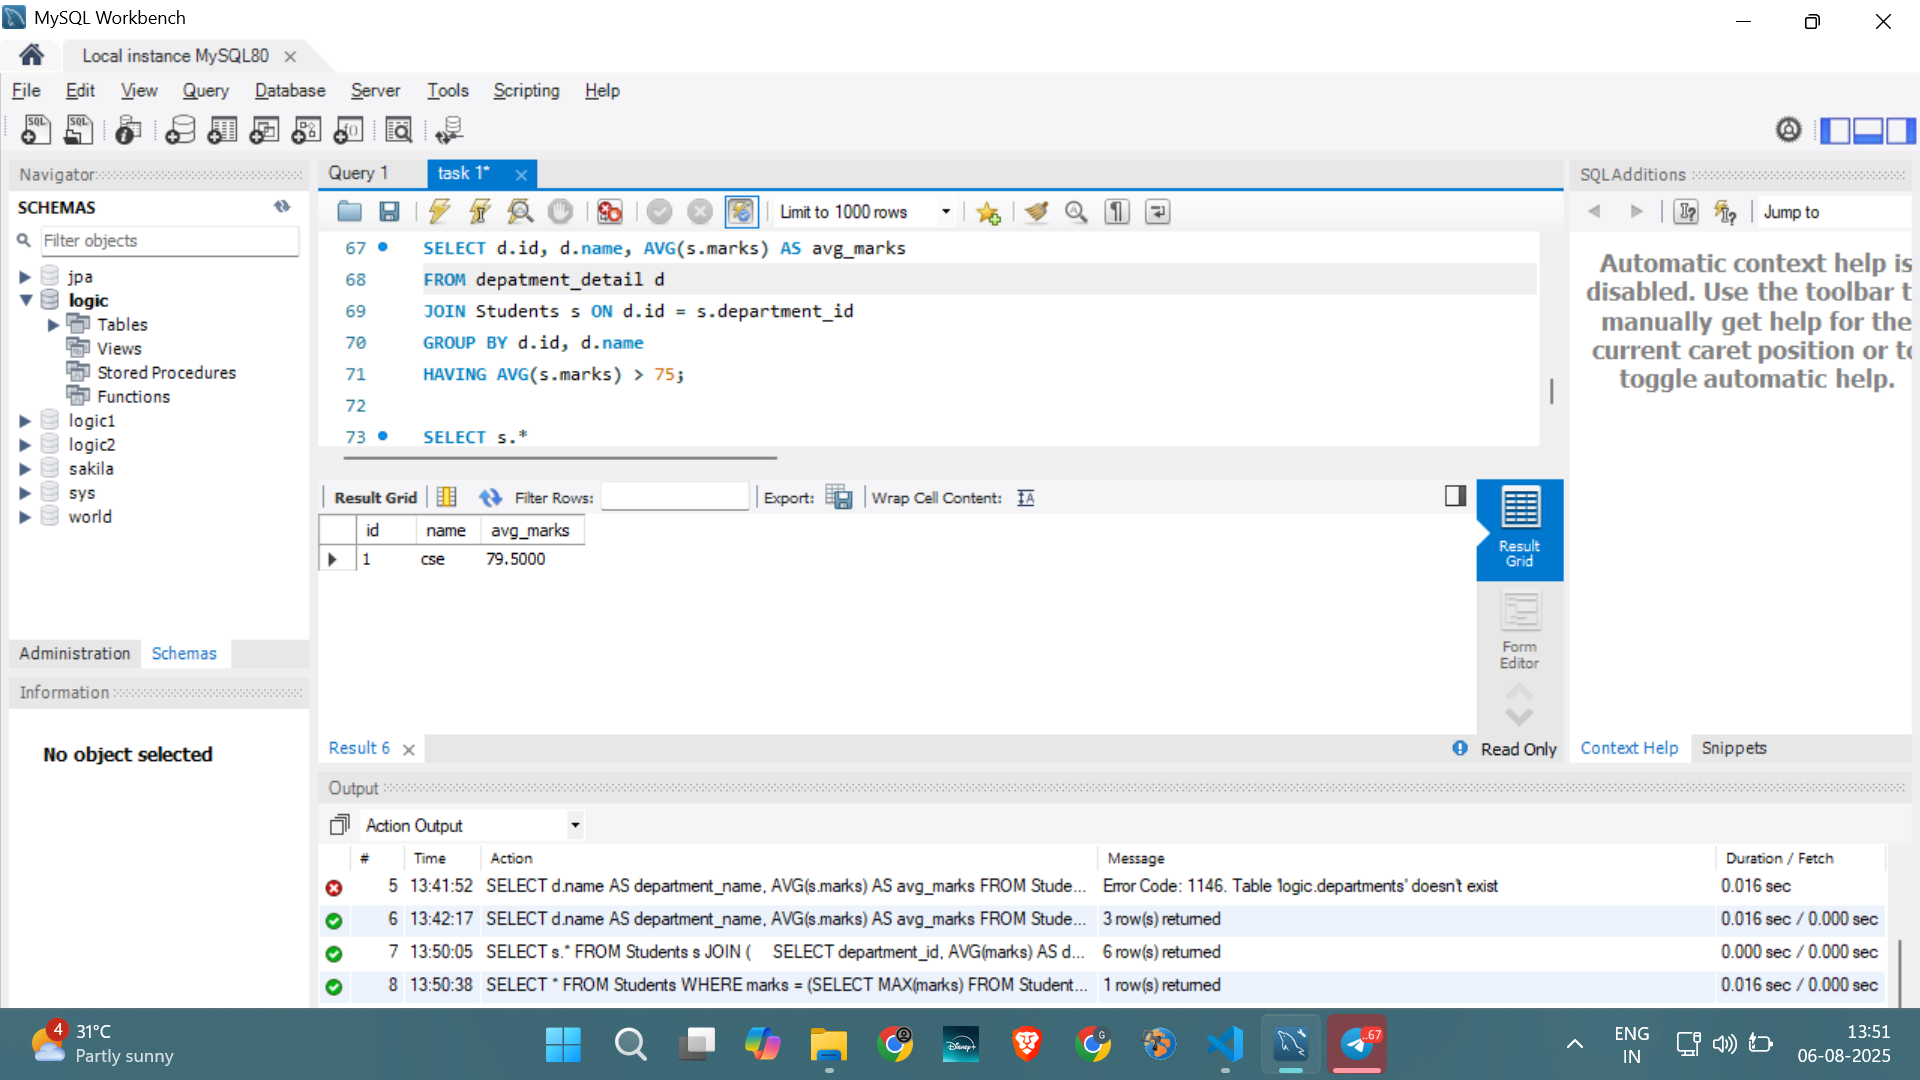 MySQL Workbench
Local instance MySQL80
File Edit View Query Database Server Tools Scripting Help
Navigator
SCHEMAS
Filter objects
jpa
logic
Tables
Views
Stored Procedures
Functions
logic1
logic2
sakila
sys
world
Administration Schemas
Information
No object selected
Query 1 task 1*
Limit to 1000 rows
67 SELECT d.id, d.name, AVG(s.marks) AS avg_marks
68 FROM depatment_detail d
69 JOIN Students s ON d.id = s.department_id
70 GROUP BY d.id, d.name
71 HAVING AVG(s.marks) > 75;
72
73 SELECT s.*
Result Grid Filter Rows: Export: Wrap Cell Content:
id name avg_marks
1 cse 79.5000
Result Grid
Form Editor
Result 6 Read Only
SQLAdditions
Jump to
Automatic context help is
disabled. Use the toolbar t
manually get help for the
current caret position or to
toggle automatic help.
Context Help Snippets
Output
Action Output
# Time Action Message Duration / Fetch
5 13:41:52 SELECT d.name AS department_name, AVG(s.marks) AS avg_marks FROM Stude... Error Code: 1146. Table 'logic.departments' doesn't exist 0.016 sec
6 13:42:17 SELECT d.name AS department_name, AVG(s.marks) AS avg_marks FROM Stude... 3 row(s) returned 0.016 sec / 0.000 sec
7 13:50:05 SELECT s.* FROM Students s JOIN ( SELECT department_id, AVG(marks) AS d... 6 row(s) returned 0.000 sec / 0.000 sec
8 13:50:38 SELECT * FROM Students WHERE marks = (SELECT MAX(marks) FROM Student... 1 row(s) returned 0.016 sec / 0.000 sec
4 31°C
Partly sunny
Disney+
G
..67
ENG
IN
13:51
06-08-2025